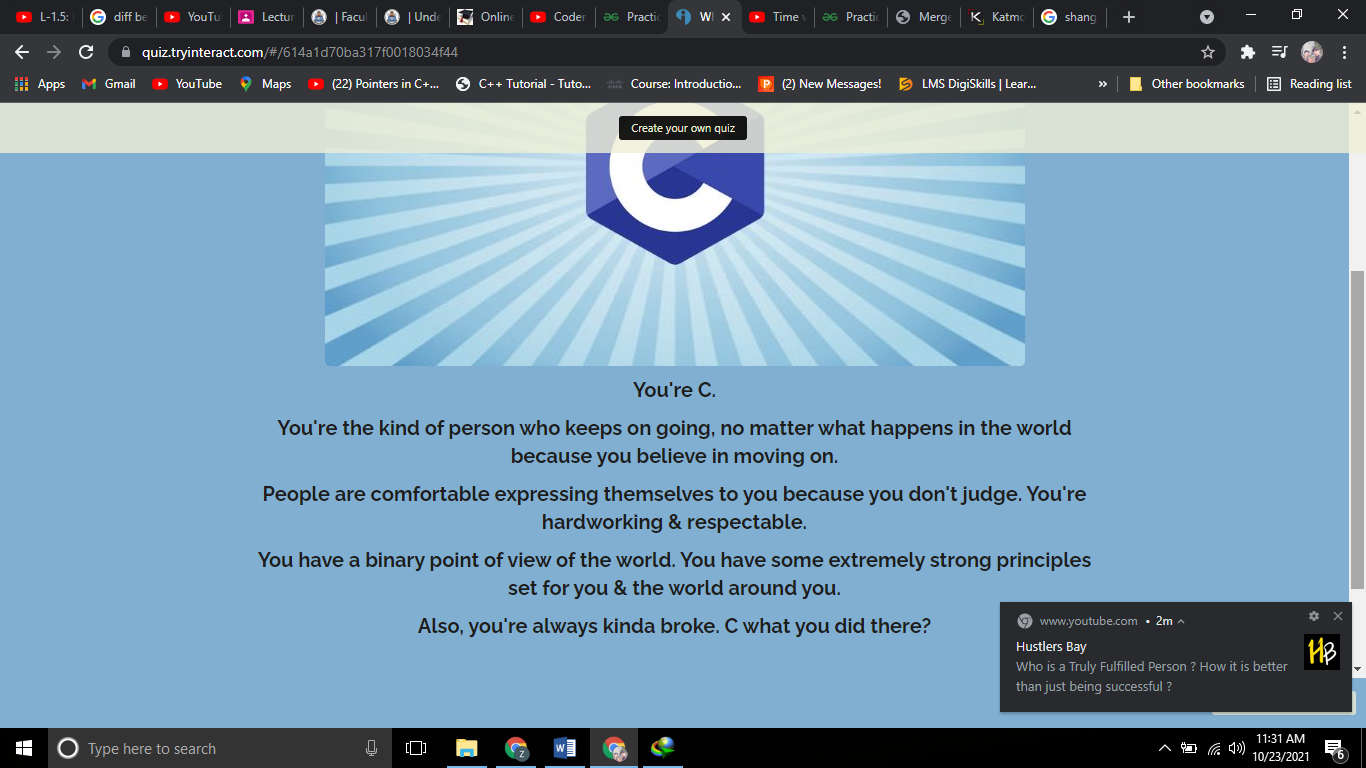 L-1.5:
diff be
YouTu
Lectur
| Facul
| Unde
Online
Coder
Practic
Wl
Time v
Practic
Merge
Katmo
shang
quiz.tryinteract.com/#/614a1d70ba317f0018034f44
Apps
Gmail
YouTube
Maps
(22) Pointers in C+...
C++ Tutorial - Tuto...
Course: Introductio...
(2) New Messages!
LMS DigiSkills | Lear...
»
Other bookmarks
Reading list
Create your own quiz
C
You're C.
You're the kind of person who keeps on going, no matter what happens in the world
because you believe in moving on.
People are comfortable expressing themselves to you because you don't judge. You're
hardworking & respectable.
You have a binary point of view of the world. You have some extremely strong principles
set for you & the world around you.
Also, you're always kinda broke. C what you did there?
www.youtube.com • 2m
Hustlers Bay
Who is a Truly Fulfilled Person ? How it is better
than just being successful ?
HB
Type here to search
Z
W
11:31 AM
10/23/2021
6